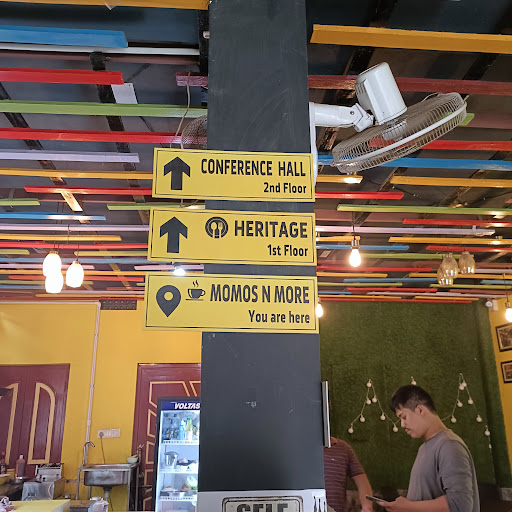 CONFERENCE HALL
2nd Floor
HERITAGE
1st Floor
MOMOS N MORE
You are here
VOLTAS
SELF